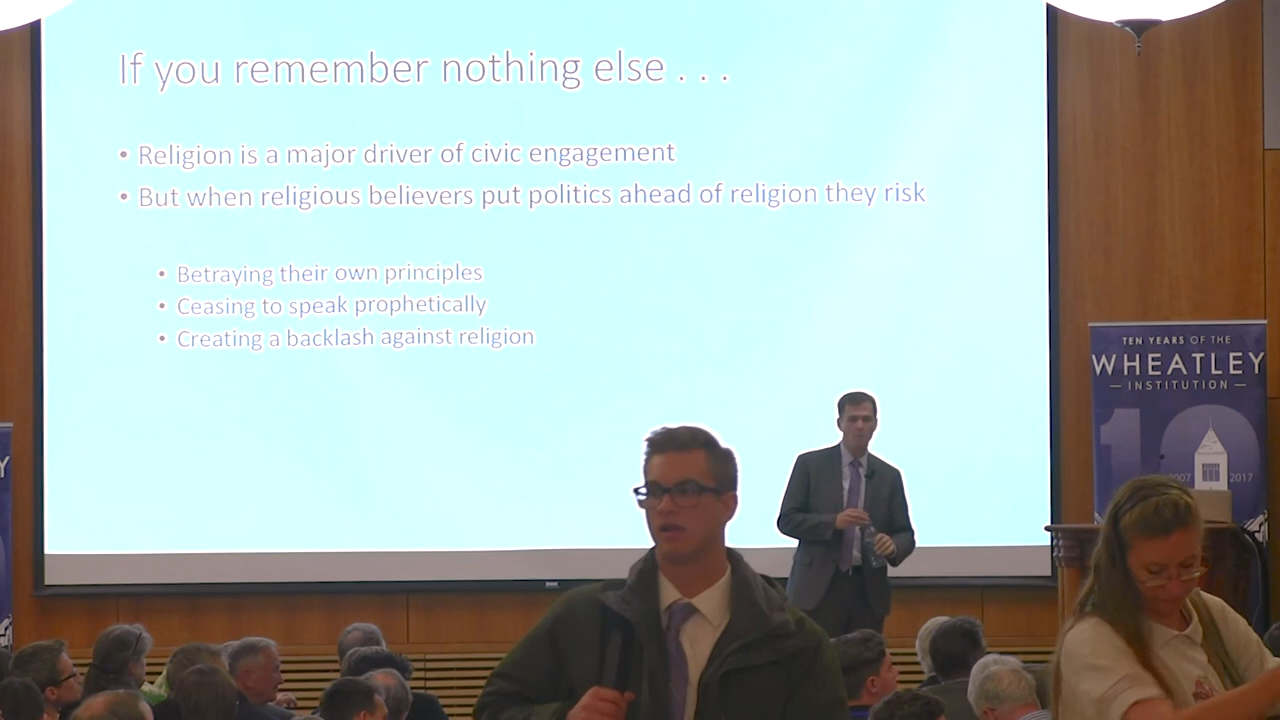 If you remember nothing else . . .
• Religion is a major driver of civic engagement
• But when religious believers put politics ahead of religion they risk
• Betraying their own principles
• Ceasing to speak prophetically
• Creating a backlash against religion
TEN YEARS OF THE
WHEATLEY
— INSTITUTION —
10
2007 2017
Y